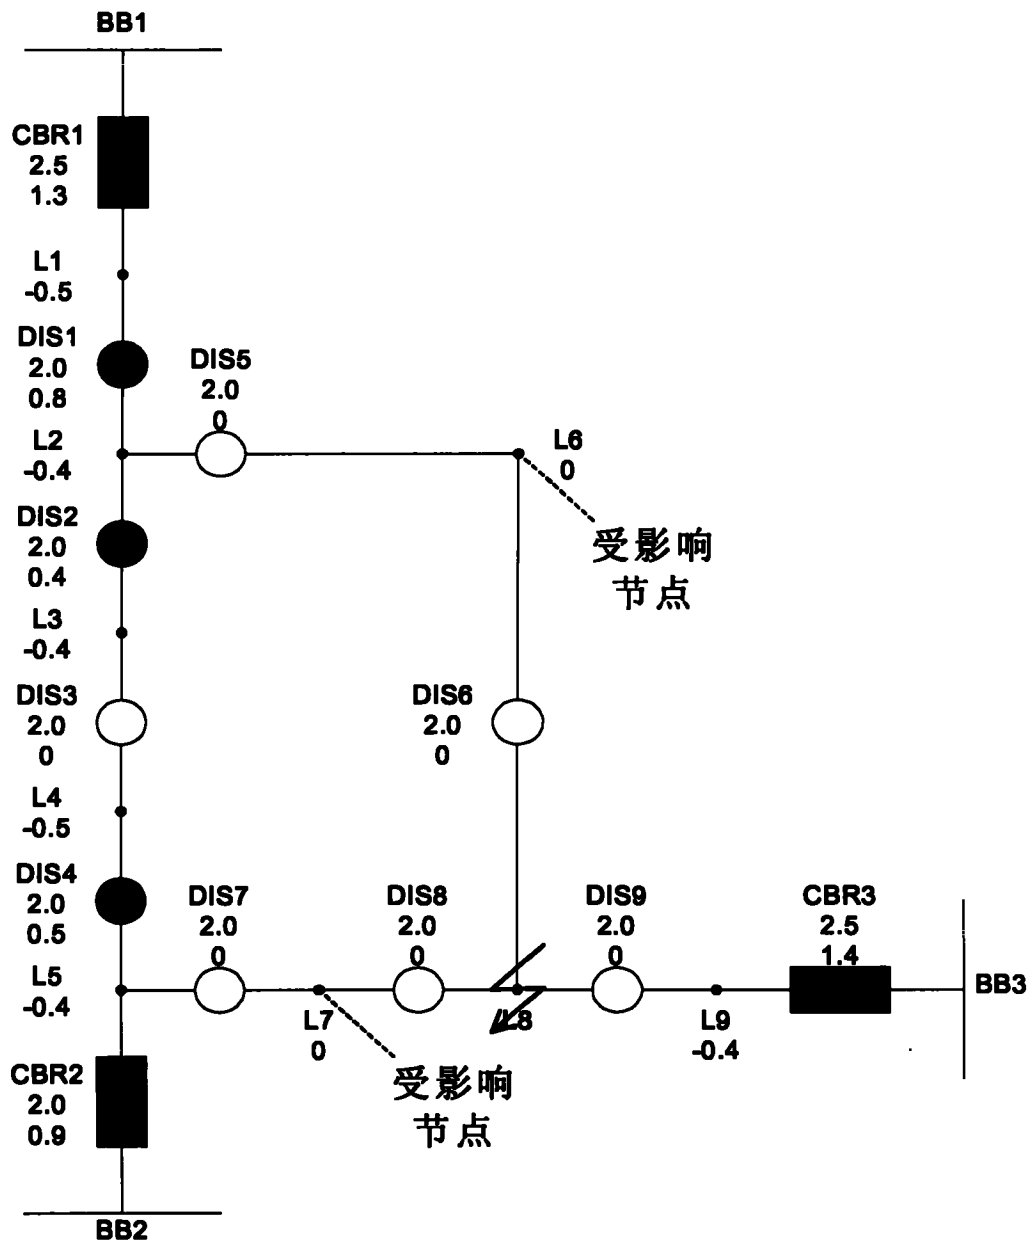 BB1
CBR1
2.5
1.3
L1
-0.5
DIS1
2.0
0.8
DIS5
2.0
0
L2
-0.4
L6
0
受影响
节点
DIS2
2.0
0.4
L3
-0.4
DIS3
2.0
0
DIS6
2.0
0
L4
-0.5
DIS4
2.0
0.5
DIS7
2.0
0
DIS8
2.0
0
DIS9
2.0
0
CBR3
2.5
1.4
BB3
L5
-0.4
L7
0
L8
L9
-0.4
受影响
节点
CBR2
2.0
0.9
BB2